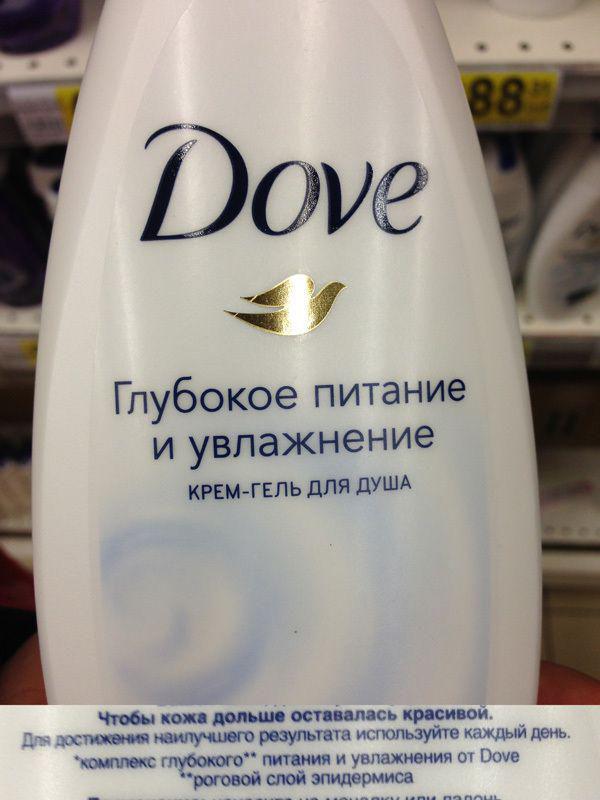 88
Dove
Глубокое питание
и увлажнение
КРЕМ-ГЕЛЬ ДЛЯ ДУША
Чтобы кожа дольше оставалась красивой.
Для достижения наилучшего результата используйте каждый день.
*комплекс глубокого** питания и увлажнения от Dove
**роговой слой эпидермиса